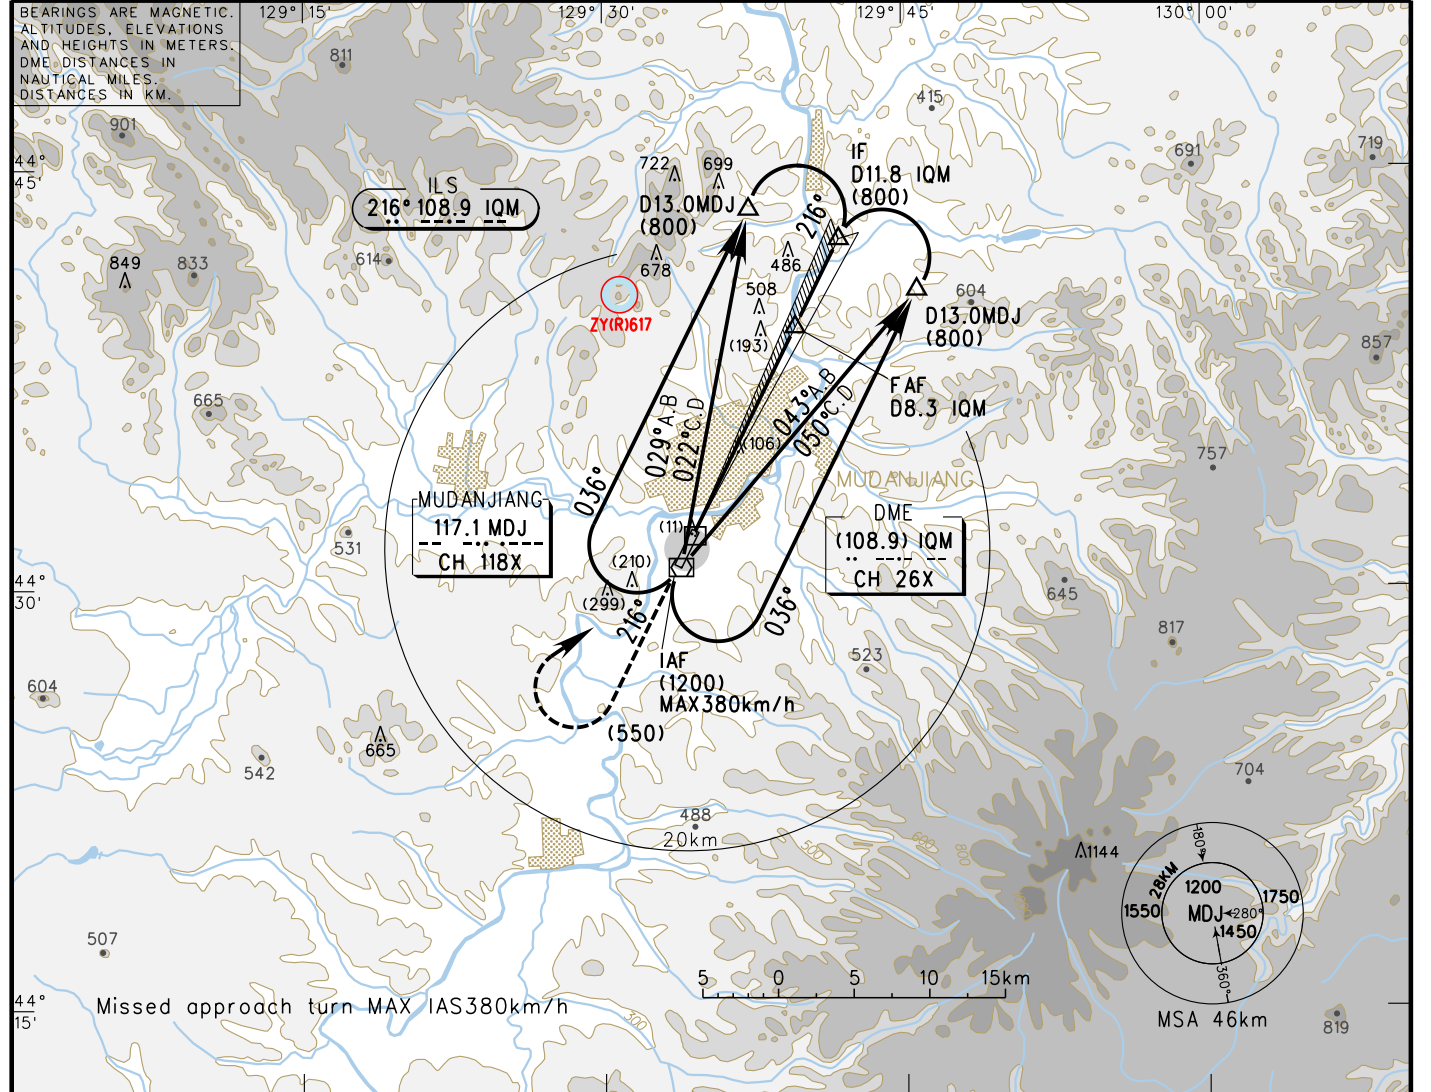 BEARINGS ARE MAGNETIC.
ALTITUDES, ELEVATIONS
AND HEIGHTS IN METERS.
DME DISTANCES IN
NAUTICAL MILES.
DISTANCES IN KM.
129° 15'
129° 30'
129° 45'
130° 00'
811
901
415
719
691
44°
45'
ILS
216° 108.9 IQM
722
699
D13.0MDJ
(800)
216°
IF
D11.8 IQM
(800)
849
833
614
678
486
508
(193)
604
D13.0MDJ
(800)
ZY(R)617
857
665
FAF
D8.3 IQM
029° A.B
022° C.D
043° A.B
050° C.D
(106)
036°
757
MUDANJIANG
MUDANJIANG
117.1 MDJ
CH 118X
DME
(108.9) IQM
CH 26X
531
(11)
(210)
(299)
44°
30'
216°
036°
645
817
523
IAF
(1200)
MAX380km/h
(550)
604
665
542
704
488
20km
500
600
800
1144
180°
28KM
1200
1550
MDJ
280°
1750
1450
360°
MSA 46km
507
5 0 5 10 15km
44°
15'
Missed approach turn MAX IAS380km/h
300
819